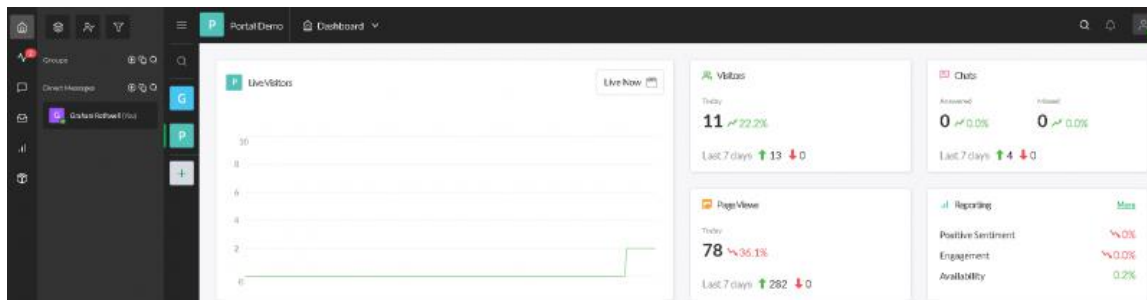 P Portal Demo Dashboard
Groups
Direct Messages
G Graham Rothwell (You)
G
P
P Live Visitors
Live Now
10
8
6
4
2
0
Visitors
Today
11 22.2%
Last 7 days 13 0
Chats
Answered Missed
0 0.0% 0 0.0%
Last 7 days 4 0
Page Views
Today
78 36.1%
Last 7 days 282 0
Reporting More
Positive Sentiment 0%
Engagement 0.0%
Availability 0.2%